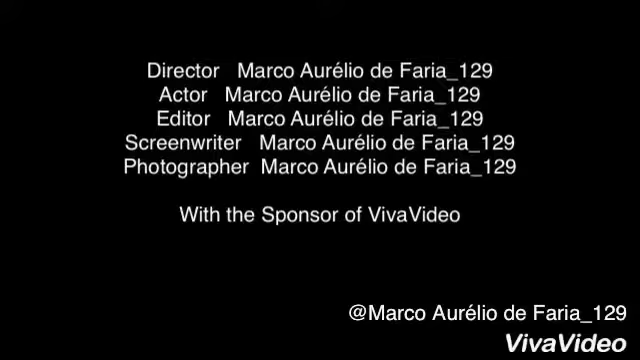 Director Marco Aurélio de Faria_129
Actor Marco Aurélio de Faria_129
Editor Marco Aurélio de Faria_129
Screenwriter Marco Aurélio de Faria_129
Photographer Marco Aurélio de Faria_129
With the Sponsor of VivaVideo
@Marco Aurélio de Faria_129
VivaVideo